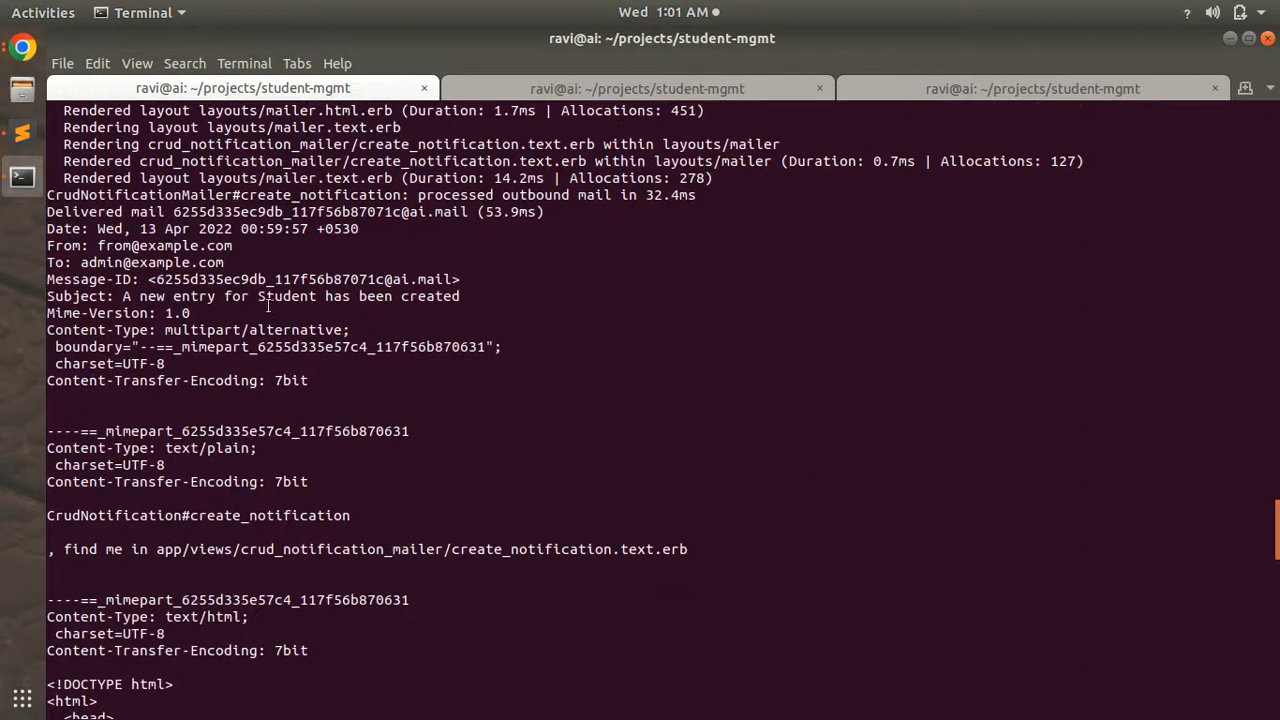 Activities Terminal Wed 1:01 AM
ravi@ai: ~/projects/student-mgmt
File Edit View Search Terminal Tabs Help
ravi@ai: ~/projects/student-mgmt × ravi@ai: ~/projects/student-mgmt × ravi@ai: ~/projects/student-mgmt ×
Rendered layout layouts/mailer.html.erb (Duration: 1.7ms | Allocations: 451)
Rendering layout layouts/mailer.text.erb
Rendering crud_notification_mailer/create_notification.text.erb within layouts/mailer
Rendered crud_notification_mailer/create_notification.text.erb within layouts/mailer (Duration: 0.7ms | Allocations: 127)
Rendered layout layouts/mailer.text.erb (Duration: 14.2ms | Allocations: 278)
CrudNotificationMailer#create_notification: processed outbound mail in 32.4ms
Delivered mail 6255d335ec9db_117f56b87071c@ai.mail (53.9ms)
Date: Wed, 13 Apr 2022 00:59:57 +0530
From: from@example.com
To: admin@example.com
Message-ID: <6255d335ec9db_117f56b87071c@ai.mail>
Subject: A new entry for Student has been created
Mime-Version: 1.0
Content-Type: multipart/alternative;
boundary="--==_mimepart_6255d335e57c4_117f56b870631";
charset=UTF-8
Content-Transfer-Encoding: 7bit
----==_mimepart_6255d335e57c4_117f56b870631
Content-Type: text/plain;
charset=UTF-8
Content-Transfer-Encoding: 7bit
CrudNotification#create_notification
, find me in app/views/crud_notification_mailer/create_notification.text.erb
----==_mimepart_6255d335e57c4_117f56b870631
Content-Type: text/html;
charset=UTF-8
Content-Transfer-Encoding: 7bit
<!DOCTYPE html>
<html>
<head>